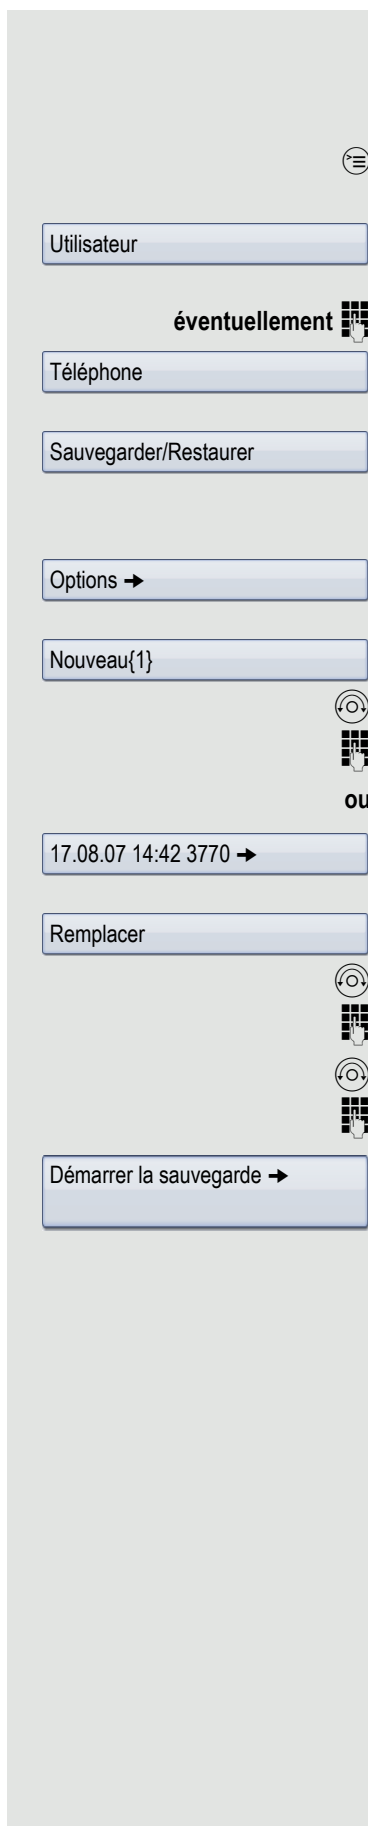 Utilisateur
éventuellement
Téléphone
Sauvegarder/Restaurer
Options →
Nouveau{1}
ou
17.08.07 14:42 3770 →
Remplacer
Démarrer la sauvegarde →